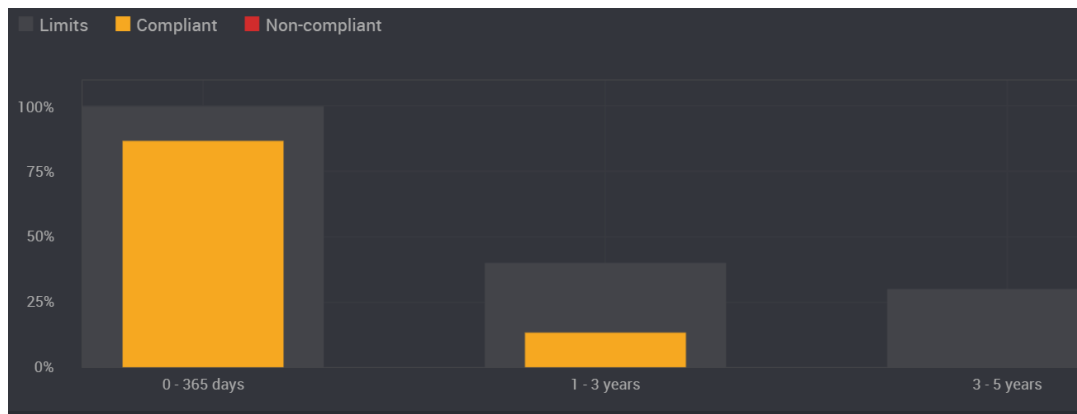 Limits Compliant Non-compliant
100%
75%
50%
25%
0%
0 - 365 days 1 - 3 years 3 - 5 years